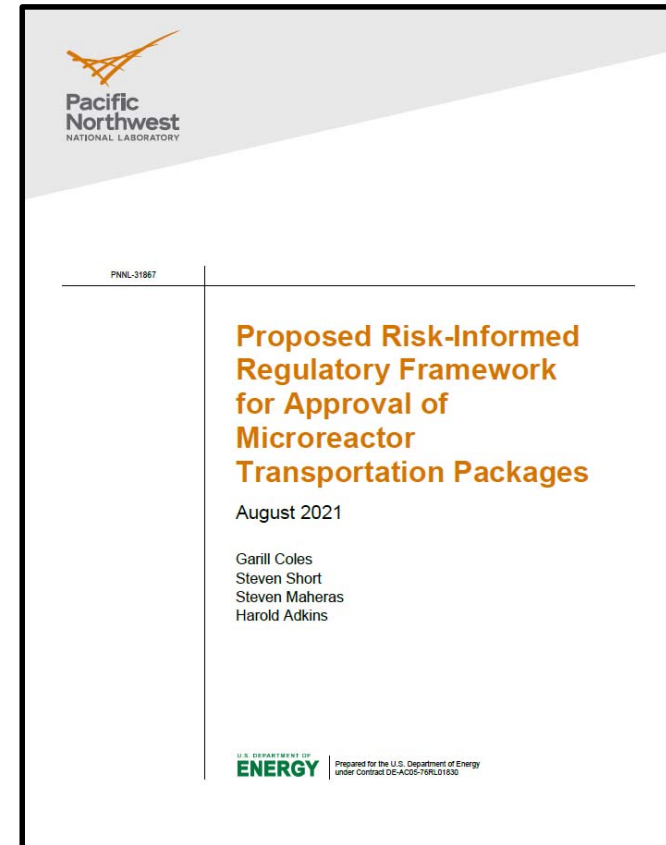 Pacific
Northwest
NATIONAL LABORATORY
PNNL-31867
Proposed Risk-Informed
Regulatory Framework
for Approval of
Microreactor
Transportation Packages
August 2021
Garill Coles
Steven Short
Steven Maheras
Harold Adkins
U.S. DEPARTMENT OF
ENERGY
Prepared for the U.S. Department of Energy
under Contract DE-AC05-76RL01830